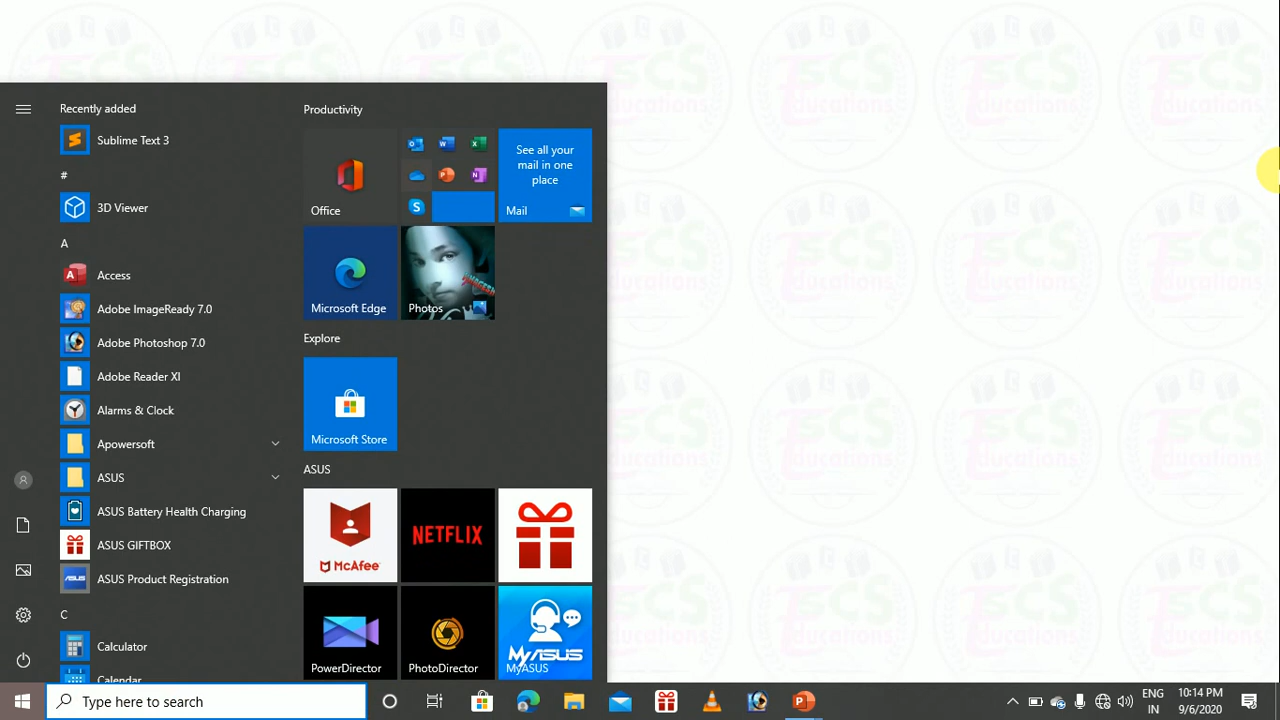 Recently added
Sublime Text 3
#
3D Viewer
A
Access
Adobe ImageReady 7.0
Adobe Photoshop 7.0
Adobe Reader XI
Alarms & Clock
Apowersoft
ASUS
ASUS Battery Health Charging
ASUS GIFTBOX
ASUS Product Registration
C
Calculator
Calendar
Productivity
Office
See all your
mail in one
place
Mail
Microsoft Edge
Photos
Explore
Microsoft Store
ASUS
McAfee
NETFLIX
PowerDirector
PhotoDirector
MyASUS
MyASUS
Type here to search
ENG
IN
10:14 PM
9/6/2020